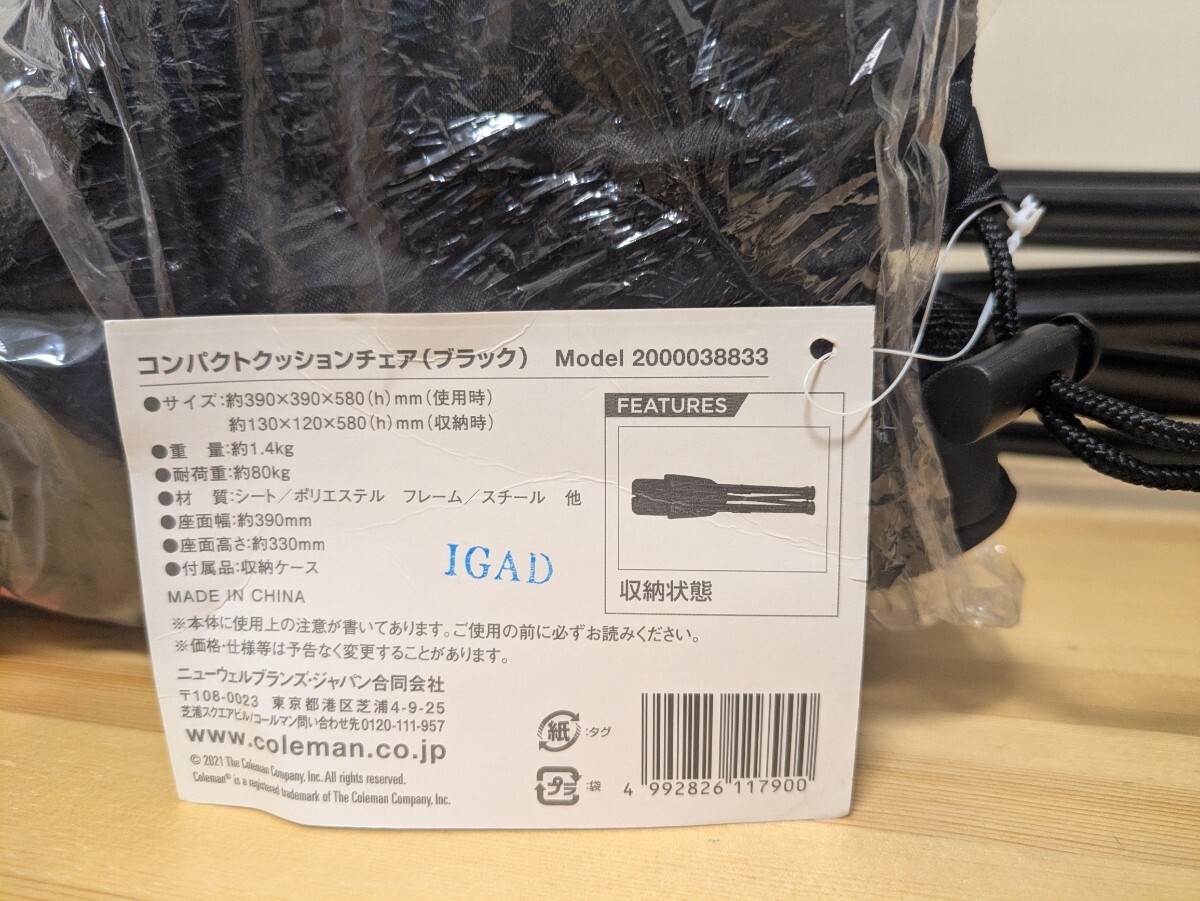 コンパクトクッションチェア(ブラック) Model 2000038833
●サイズ:約390×390×580(h)mm(使用時)
約130×120×580(h)mm(収納時)
●重 量:約1.4kg
●耐荷重:約80kg
●材 質:シート/ポリエステル フレーム/スチール 他
●座面幅:約390mm
●座面高さ:約330mm
●付属品:収納ケース
MADE IN CHINA
IGAD
FEATURES
収納状態
※本体に使用上の注意が書いてあります。ご使用の前に必ずお読みください。
※価格・仕様等は予告なく変更することがあります。
ニューウェルブランズ・ジャパン合同会社
〒108-0023 東京都港区芝浦4-9-25
芝浦スクエアビル/コールマン問い合わせ先0120-111-957
www.coleman.co.jp
© 2021 The Coleman Company, Inc. All rights reserved.
Coleman® is a registered trademark of The Coleman Company, Inc.
紙 :タグ
プラ :袋
4 992826 117900